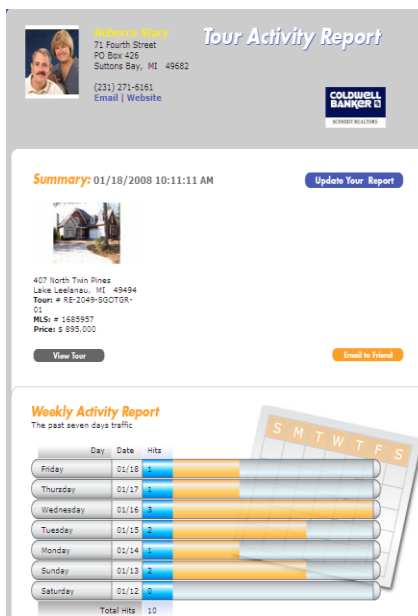 Rebecca Stacy
71 Fourth Street
PO Box 426
Suttons Bay, MI 49682
(231) 271-6161
Email | Website
Tour Activity Report
COLDWELL
BANKER
SCHMIDT REALTORS
Summary: 01/18/2008 10:11:11 AM
Update Your Report
407 North Twin Pines
Lake Leelanau, MI 49494
Tour: # RE-2049-SGOTGR-
01
MLS: # 1685957
Price: $ 895,000
View Tour
Email to Friend
Weekly Activity Report
The past seven days traffic
S M T W T F S
Day Date Hits
Friday 01/18 1
Thursday 01/17 1
Wednesday 01/16 3
Tuesday 01/15 2
Monday 01/14 1
Sunday 01/13 2
Saturday 01/12 0
Total Hits 10